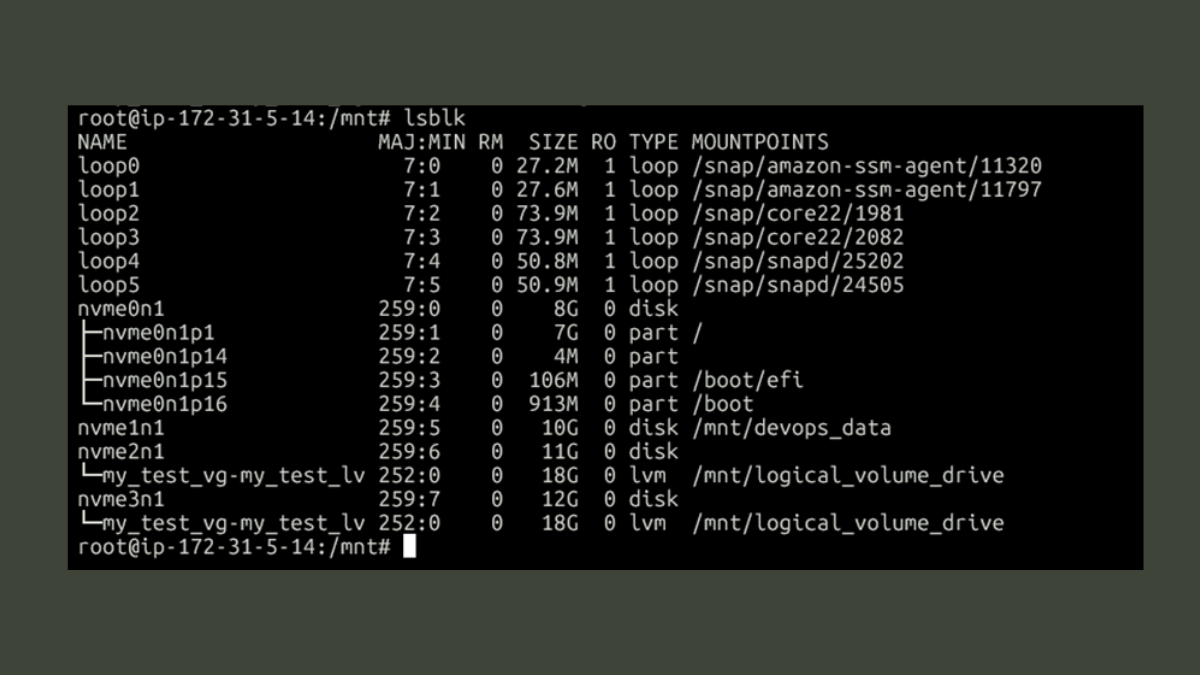 root@ip-172-31-5-14:/mnt# lsblk
NAME                      MAJ:MIN RM   SIZE RO TYPE MOUNTPOINTS
loop0                       7:0    0  27.2M  1 loop /snap/amazon-ssm-agent/11320
loop1                       7:1    0  27.6M  1 loop /snap/amazon-ssm-agent/11797
loop2                       7:2    0  73.9M  1 loop /snap/core22/1981
loop3                       7:3    0  73.9M  1 loop /snap/core22/2082
loop4                       7:4    0  50.8M  1 loop /snap/snapd/25202
loop5                       7:5    0  50.9M  1 loop /snap/snapd/24505
nvme0n1                   259:0    0     8G  0 disk
├─nvme0n1p1               259:1    0     7G  0 part /
├─nvme0n1p14              259:2    0     4M  0 part
├─nvme0n1p15              259:3    0   106M  0 part /boot/efi
└─nvme0n1p16              259:4    0   913M  0 part /boot
nvme1n1                   259:5    0    10G  0 disk /mnt/devops_data
nvme2n1                   259:6    0    11G  0 disk
└─my_test_vg-my_test_lv 252:0    0    18G  0 lvm  /mnt/logical_volume_drive
nvme3n1                   259:7    0    12G  0 disk
└─my_test_vg-my_test_lv 252:0    0    18G  0 lvm  /mnt/logical_volume_drive
root@ip-172-31-5-14:/mnt#